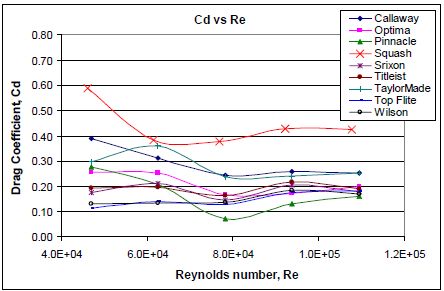 Cd vs Re
Callaway
Optima
Pinnacle
Squash
Srixon
Titleist
TaylorMade
Top Flite
Wilson
Drag Coefficient, Cd
0.80
0.70
0.60
0.50
0.40
0.30
0.20
0.10
0.00
4.0E+04
6.0E+04
8.0E+04
1.0E+05
1.2E+05
Reynolds number, Re